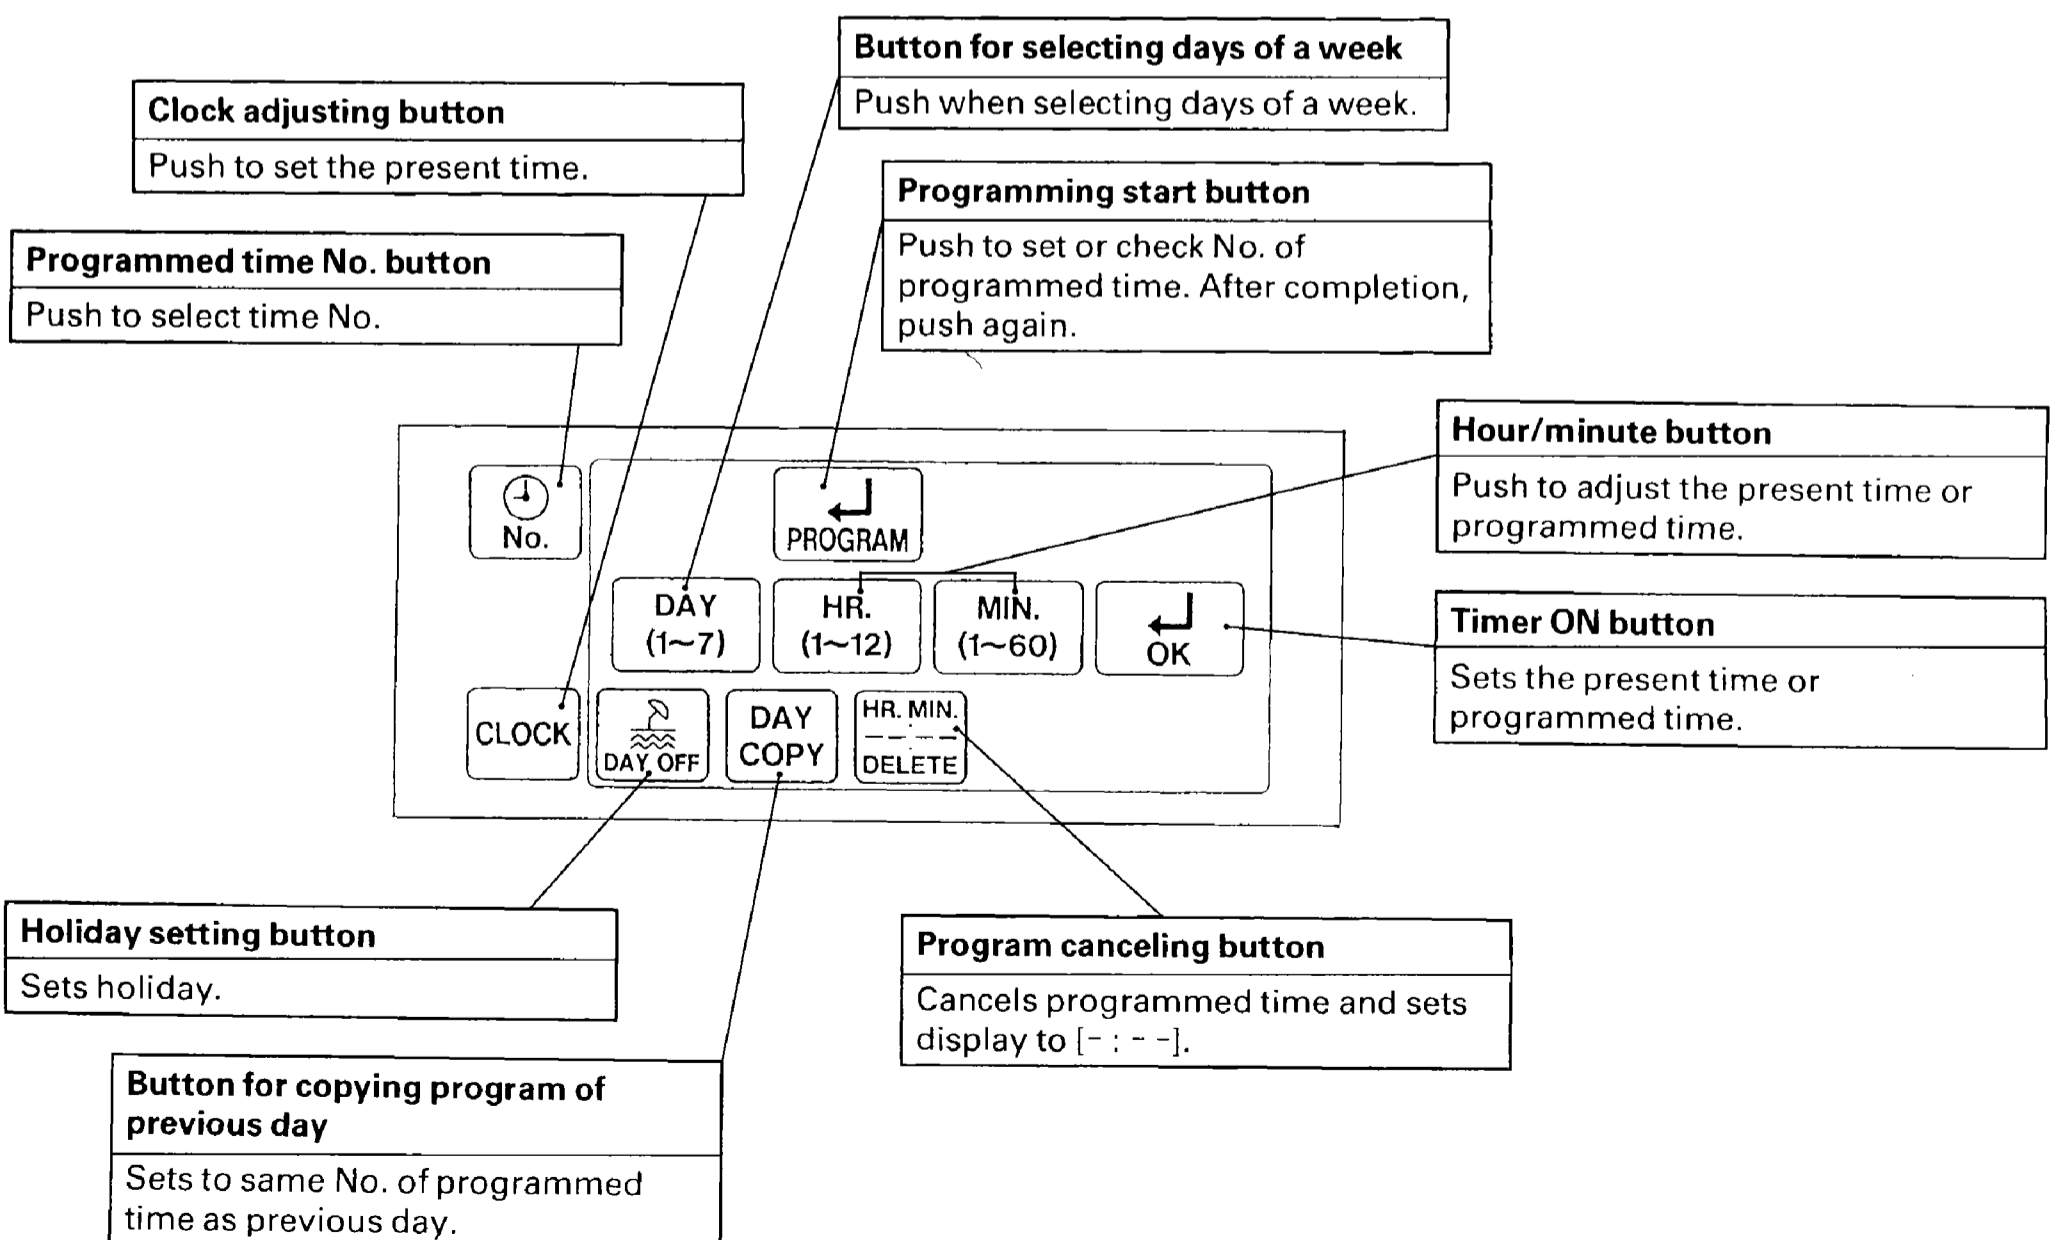 Button for selecting days of a week
Push when selecting days of a week.
Clock adjusting button
Push to set the present time.
Programming start button
Push to set or check No. of
programmed time. After completion,
push again.
Programmed time No. button
Push to select time No.
Hour/minute button
Push to adjust the present time or
programmed time.
No.
PROGRAM
DAY
(1~7)
HR.
(1~12)
MIN.
(1~60)
OK
Timer ON button
Sets the present time or
programmed time.
CLOCK
DAY OFF
DAY
COPY
HR. MIN.
– – : – –
DELETE
Holiday setting button
Sets holiday.
Program canceling button
Cancels programmed time and sets
display to [- : - -].
Button for copying program of
previous day
Sets to same No. of programmed
time as previous day.